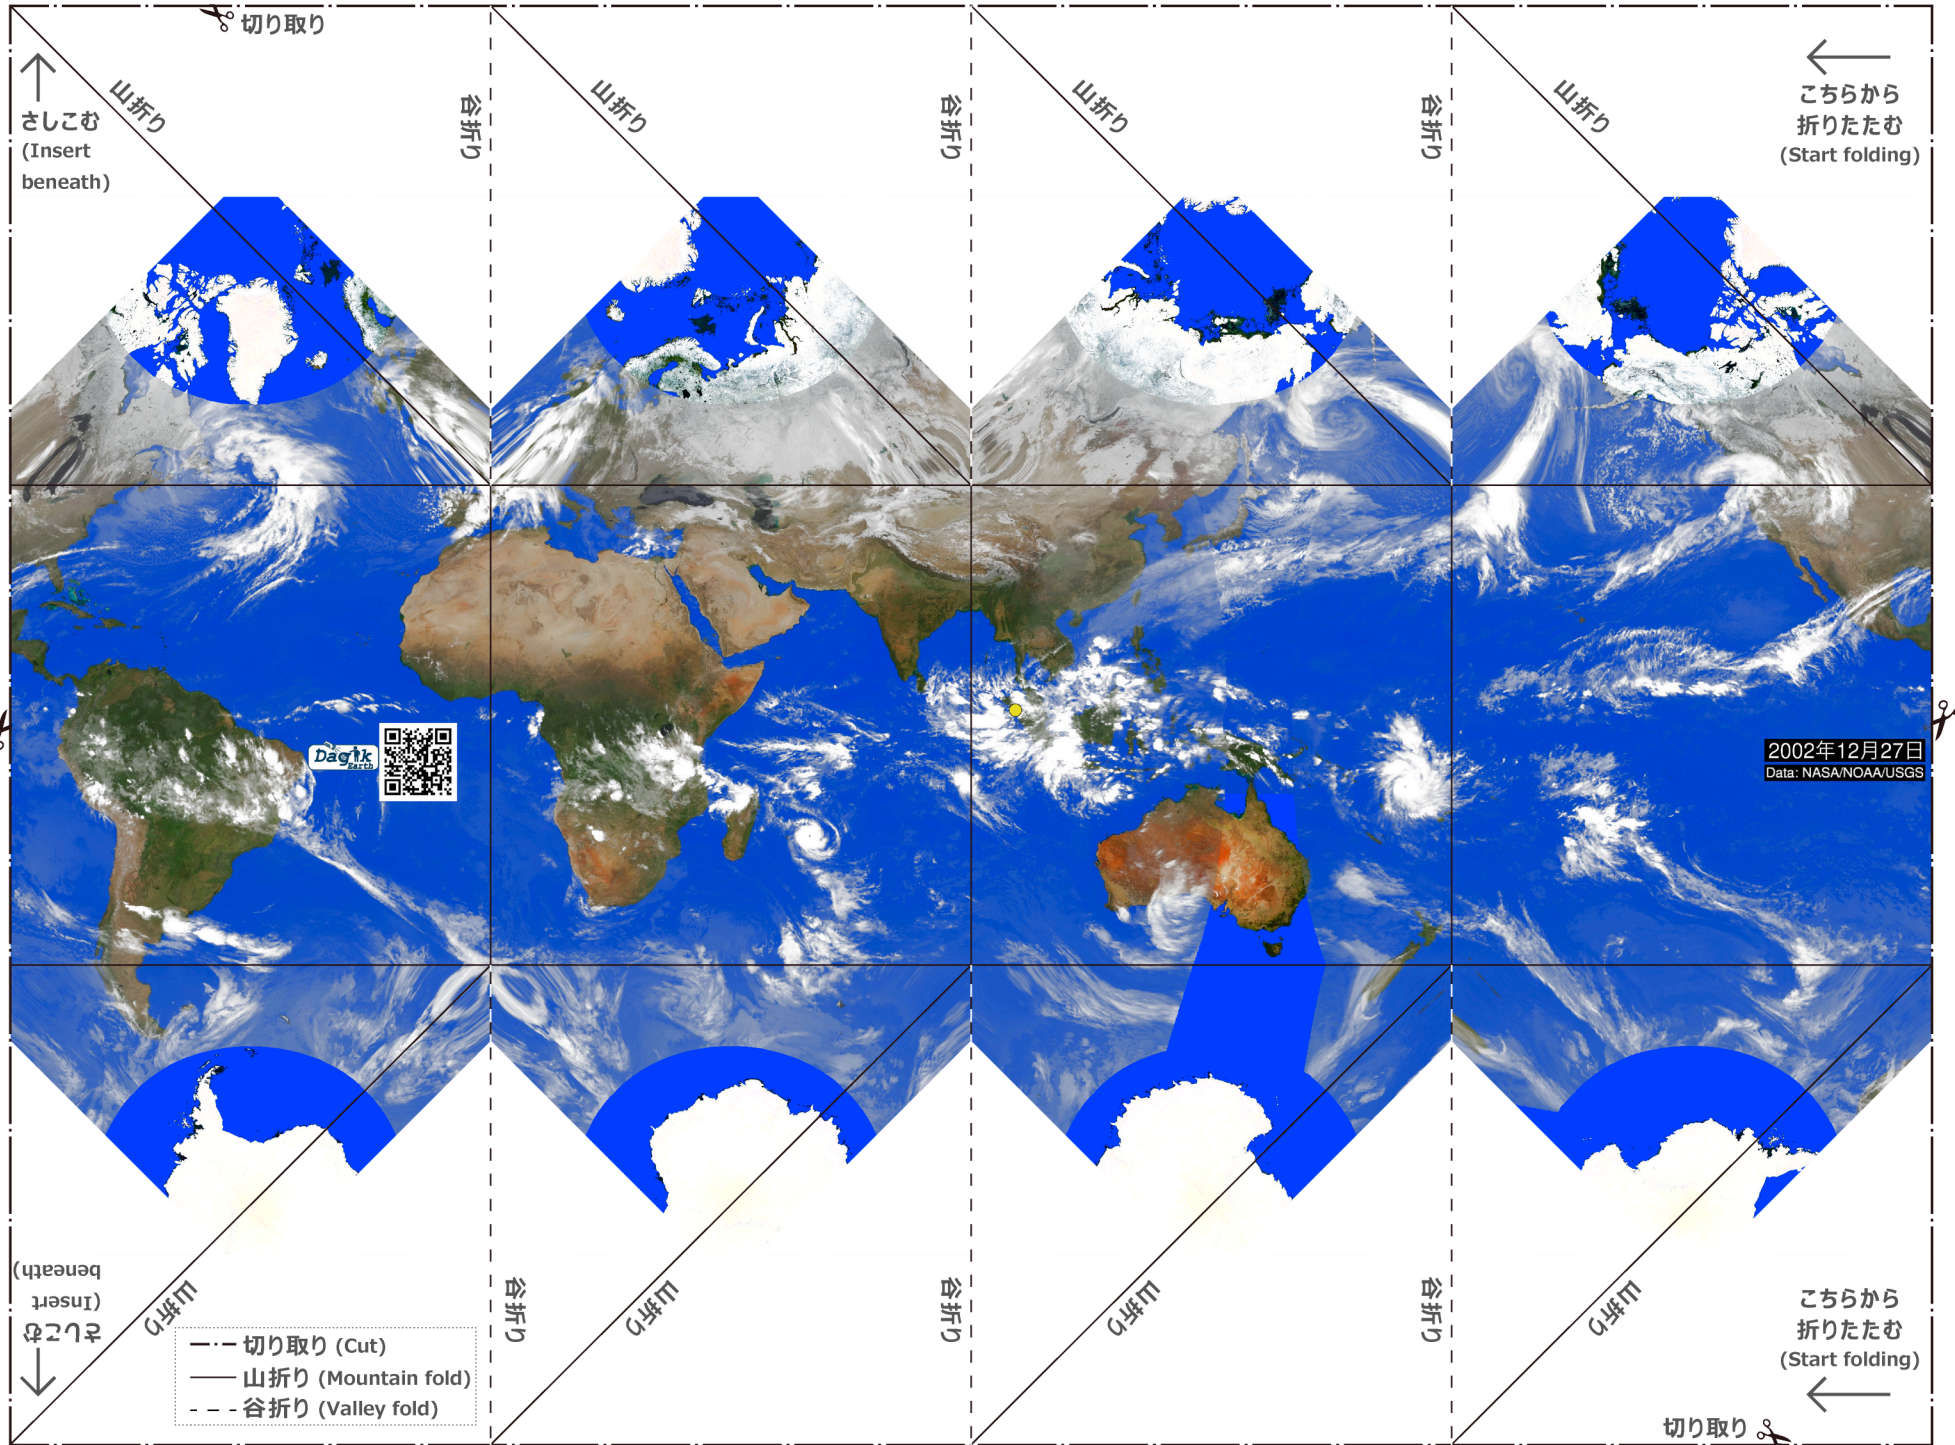 切り取り
山折り
谷折り
山折り
谷折り
山折り
谷折り
山折り
さしこむ
(Insert
beneath)
こちらから
折りたたむ
(Start folding)
Dagik
Earth
2002年12月27日
Data: NASA/NOAA/USGS
さしこむ
(Insert
beneath)
山折り
谷折り
山折り
谷折り
山折り
谷折り
山折り
こちらから
折りたたむ
(Start folding)
切り取り (Cut)
山折り (Mountain fold)
谷折り (Valley fold)
切り取り